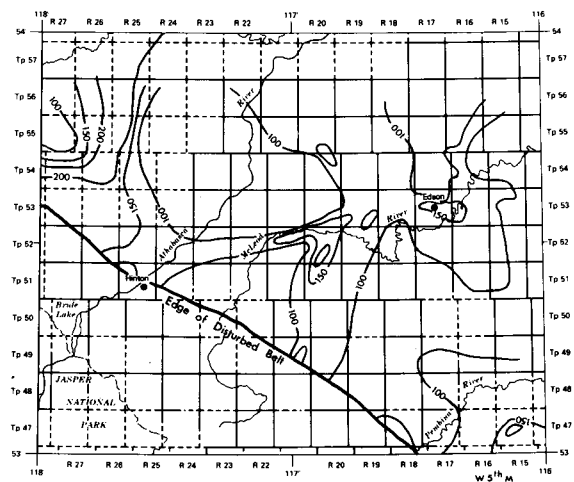 118° R 27 R 26 R 25 R 24 R 23 R 22 117° R 20 R 19 R 18 R 17 R 16 R 15 116
54 54
Tp 57 Tp 57
Tp 56 Tp 56
Tp 55 Tp 55
Tp 54 Tp 54
Tp 53 Tp 53
Tp 52 Tp 52
Tp 51 Tp 51
Tp 50 Tp 50
Tp 49 Tp 49
Tp 48 Tp 48
Tp 47 Tp 47
53 53
100
150
200
200
150
100
River
100
100
Edson
150
River
Athabasca
McLeod
150
100
100
Hinton
Edge of Disturbed Belt
Brule
Lake
JASPER
NATIONAL
PARK
100
River
Pembina
150
118° R 27 R 26 R 25 R 24 R 23 R 22 117° R 20 R 19 R 18 R 17 R 16 R 15 116
W 5th M